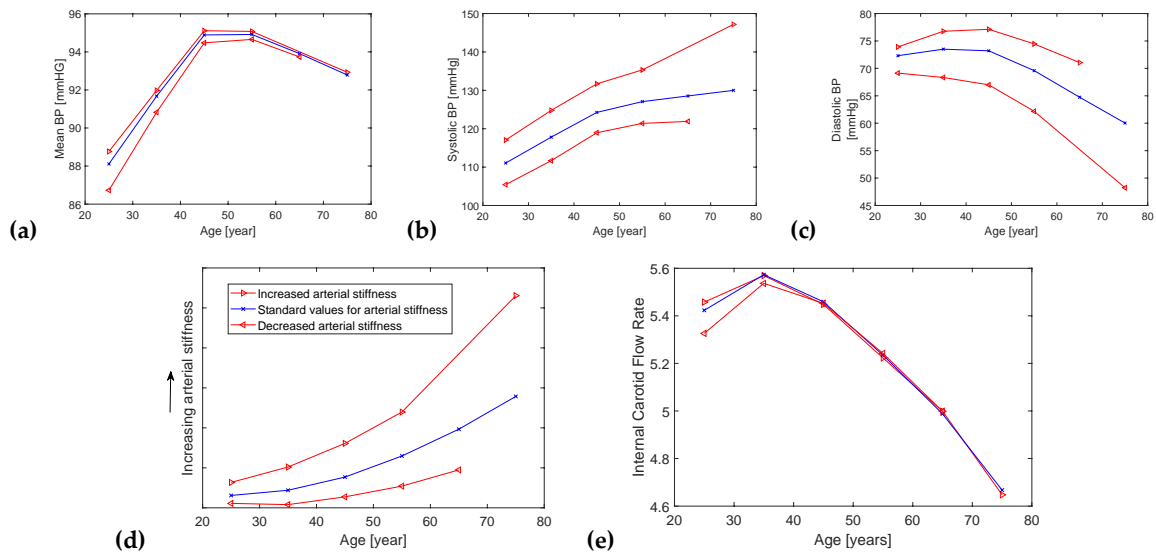 Mean BP [mmHG]
96
94
92
90
88
86
20 30 40 50 60 70 80
Age [year]
(a)
Systolic BP [mmHg]
150
140
130
120
110
100
20 30 40 50 60 70 80
Age [year]
(b)
Diastolic BP
[mmHg]
80
75
70
65
60
55
50
45
20 30 40 50 60 70 80
Age [year]
(c)
Increasing arterial stiffness
Increased arterial stiffness
Standard values for arterial stiffness
Decreased arterial stiffness
20 30 40 50 60 70 80
Age [year]
(d)
Internal Carotid Flow Rate
5.6
5.4
5.2
5
4.8
4.6
20 30 40 50 60 70 80
Age [years]
(e)